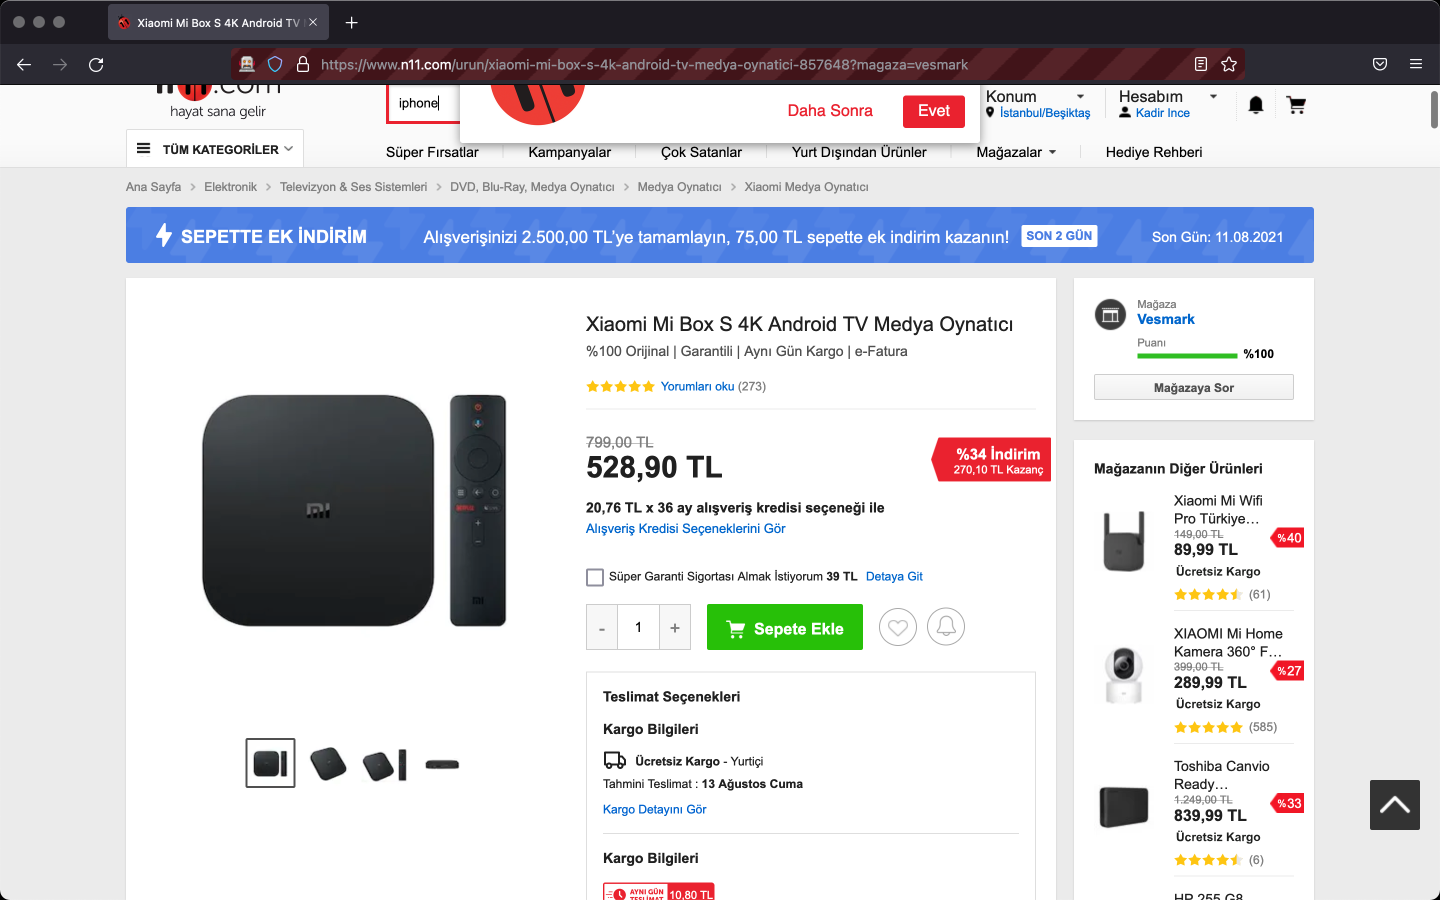 Xiaomi Mi Box S 4K Android TV
https://www.n11.com/urun/xiaomi-mi-box-s-4k-android-tv-medya-oynatici-857648?magaza=vesmark
n11.com
hayat sana gelir
iphone
Daha Sonra
Evet
Konum
İstanbul/Beşiktaş
Hesabım
Kadir Ince
TÜM KATEGORİLER
Süper Fırsatlar
Kampanyalar
Çok Satanlar
Yurt Dışından Ürünler
Mağazalar
Hediye Rehberi
Ana Sayfa > Elektronik > Televizyon & Ses Sistemleri > DVD, Blu-Ray, Medya Oynatıcı > Medya Oynatıcı > Xiaomi Medya Oynatıcı
SEPETTE EK İNDİRİM
Alışverişinizi 2.500,00 TL'ye tamamlayın, 75,00 TL sepette ek indirim kazanın!
SON 2 GÜN
Son Gün: 11.08.2021
Xiaomi Mi Box S 4K Android TV Medya Oynatıcı
%100 Orijinal | Garantili | Aynı Gün Kargo | e-Fatura
Yorumları oku (273)
799,00 TL
528,90 TL
%34 İndirim
270,10 TL Kazanç
20,76 TL x 36 ay alışveriş kredisi seçeneği ile
Alışveriş Kredisi Seçeneklerini Gör
Süper Garanti Sigortası Almak İstiyorum 39 TL Detaya Git
- 1 +
Sepete Ekle
Teslimat Seçenekleri
Kargo Bilgileri
Ücretsiz Kargo - Yurtiçi
Tahmini Teslimat : 13 Ağustos Cuma
Kargo Detayını Gör
Kargo Bilgileri
AYNI GÜN
TESLİMAT
10,80 TL
Mağaza
Vesmark
Puanı
%100
Mağazaya Sor
Mağazanın Diğer Ürünleri
Xiaomi Mi Wifi
Pro Türkiye...
149,00 TL
89,99 TL
%40
Ücretsiz Kargo
(61)
XIAOMI Mi Home
Kamera 360° F...
399,00 TL
289,99 TL
%27
Ücretsiz Kargo
(585)
Toshiba Canvio
Ready...
1.249,00 TL
839,99 TL
%33
Ücretsiz Kargo
(6)
HP 255 G8